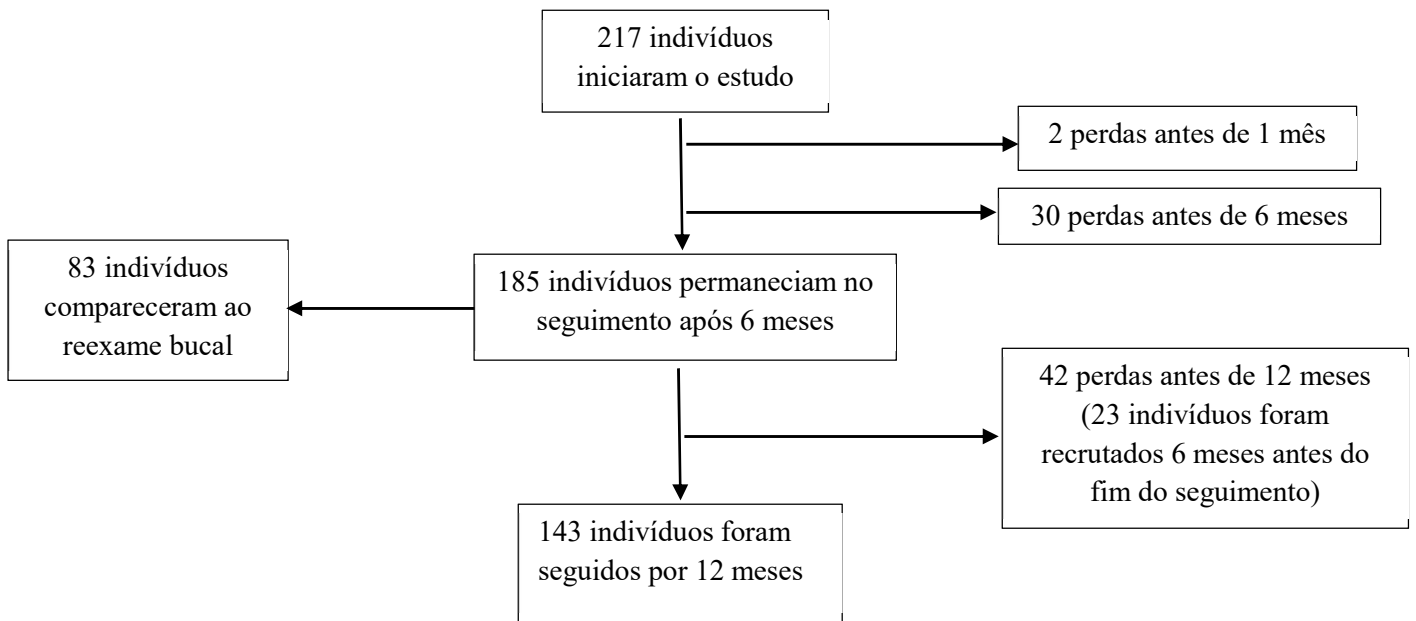 217 indivíduos
iniciaram o estudo
2 perdas antes de 1 mês
30 perdas antes de 6 meses
83 indivíduos
compareceram ao
reexame bucal
185 indivíduos permaneciam no
seguimento após 6 meses
42 perdas antes de 12 meses
(23 indivíduos foram
recrutados 6 meses antes do
fim do seguimento)
143 indivíduos foram
seguidos por 12 meses